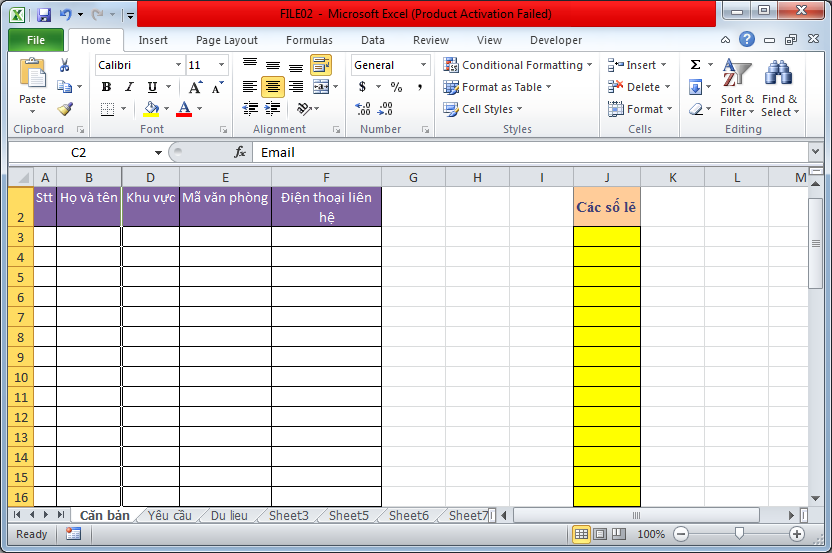 FILE02 - Microsoft Excel (Product Activation Failed)
File Home Insert Page Layout Formulas Data Review View Developer
Paste
Calibri 11
B I U
A A
A
General
$ % ,
.00 .0
Conditional Formatting
Format as Table
Cell Styles
Insert
Delete
Format
Σ
Sort & Filter
Find & Select
Clipboard Font Alignment Number Styles Cells Editing
C2 fx Email
A B D E F G H I J K L M
2 Stt Họ và tên Khu vực Mã văn phòng Điện thoại liên hệ Các số lẻ
3
4
5
6
7
8
9
10
11
12
13
14
15
16
Căn bản Yêu cầu Du lieu Sheet3 Sheet5 Sheet6 Sheet7
Ready 100%